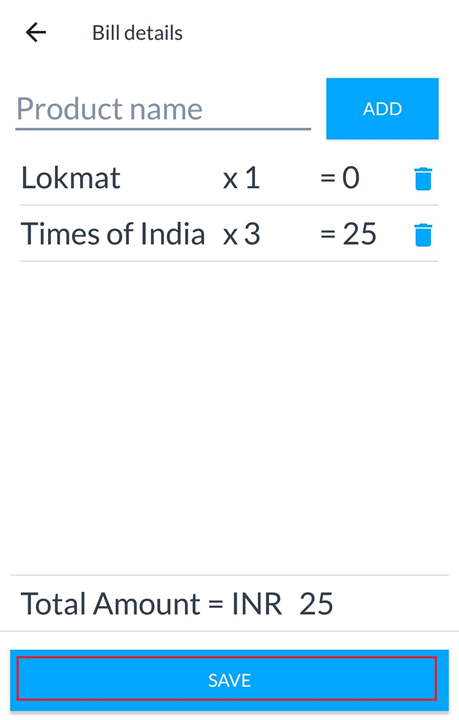 Bill details
Product name ADD
Lokmat x 1 = 0
Times of India x 3 = 25
Total Amount = INR 25
SAVE